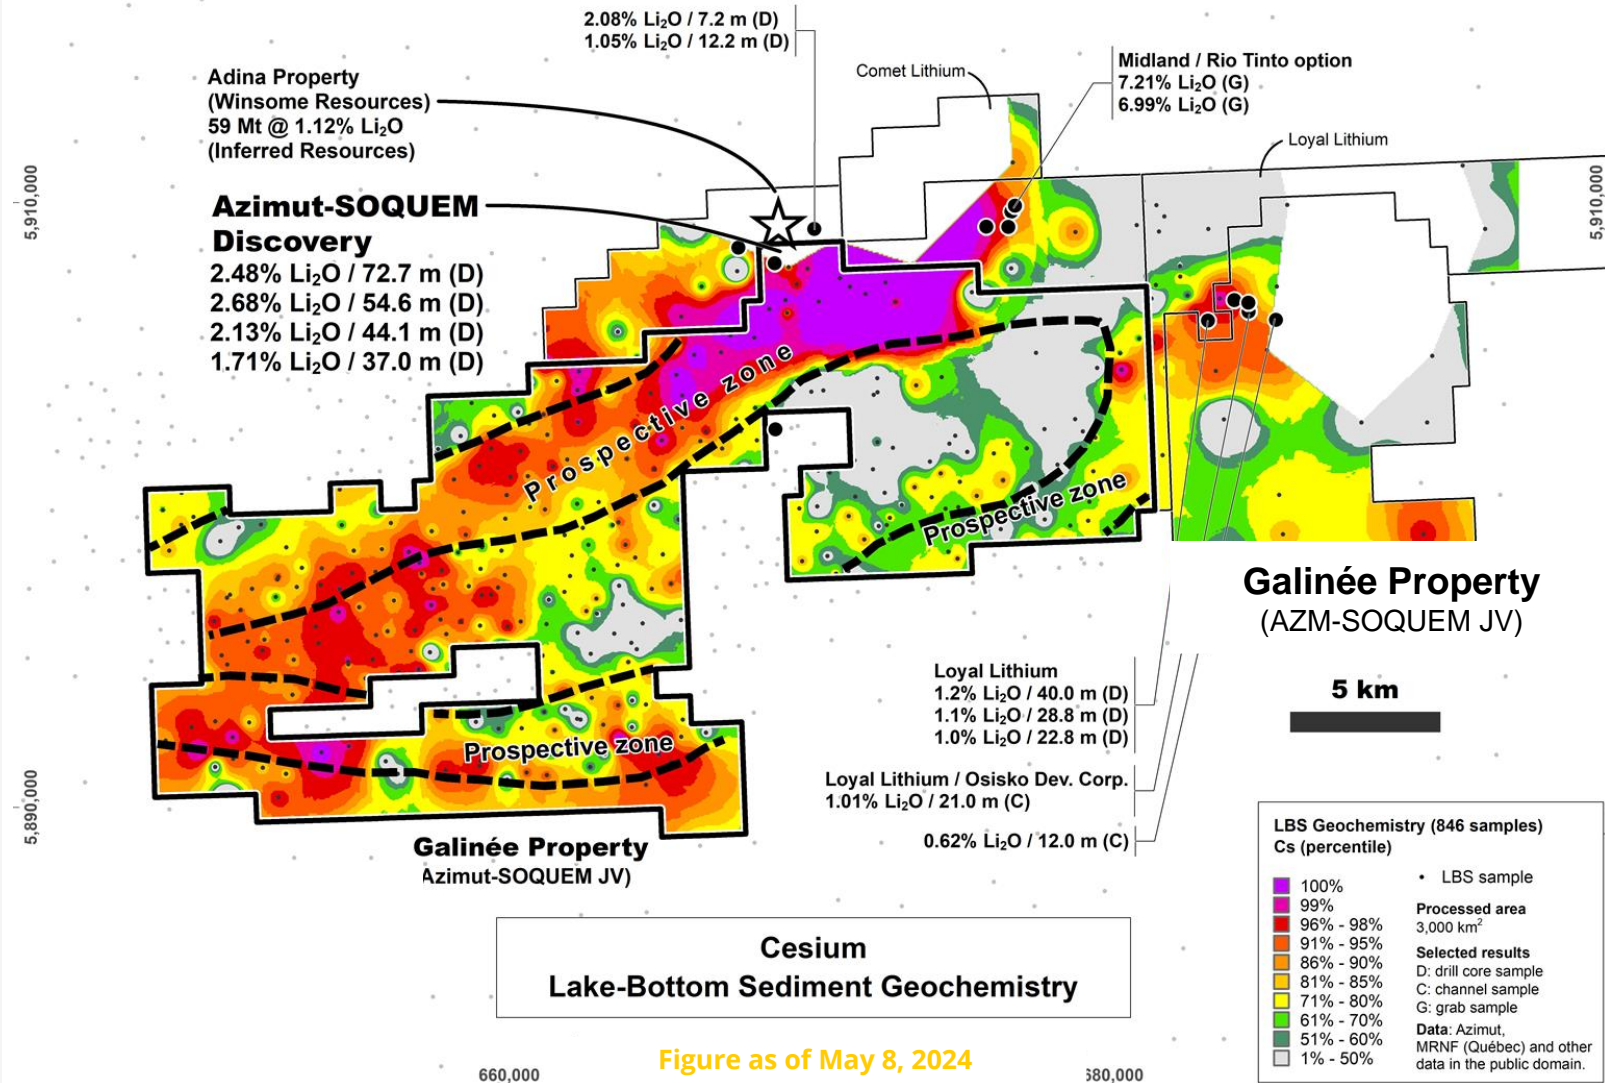 2.08% Li₂O / 7.2 m (D)
1.05% Li₂O / 12.2 m (D)
Adina Property
(Winsome Resources)
59 Mt @ 1.12% Li₂O
(Inferred Resources)
Comet Lithium
Midland / Rio Tinto option
7.21% Li₂O (G)
6.99% Li₂O (G)
Loyal Lithium
5,910,000
5,910,000
Azimut-SOQUEM
Discovery
2.48% Li₂O / 72.7 m (D)
2.68% Li₂O / 54.6 m (D)
2.13% Li₂O / 44.1 m (D)
1.71% Li₂O / 37.0 m (D)
Prospective zone
Prospective zone
Prospective zone
Galinée Property
(AZM-SOQUEM JV)
5 km
Loyal Lithium
1.2% Li₂O / 40.0 m (D)
1.1% Li₂O / 28.8 m (D)
1.0% Li₂O / 22.8 m (D)
Loyal Lithium / Osisko Dev. Corp.
1.01% Li₂O / 21.0 m (C)
0.62% Li₂O / 12.0 m (C)
5,890,000
Galinée Property
Azimut-SOQUEM JV)
Cesium
Lake-Bottom Sediment Geochemistry
Figure as of May 8, 2024
660,000
680,000
LBS Geochemistry (846 samples)
Cs (percentile)
100%
99%
96% - 98%
91% - 95%
86% - 90%
81% - 85%
71% - 80%
61% - 70%
51% - 60%
1% - 50%
LBS sample
Processed area
3,000 km²
Selected results
D: drill core sample
C: channel sample
G: grab sample
Data: Azimut,
MRNF (Québec) and other
data in the public domain.